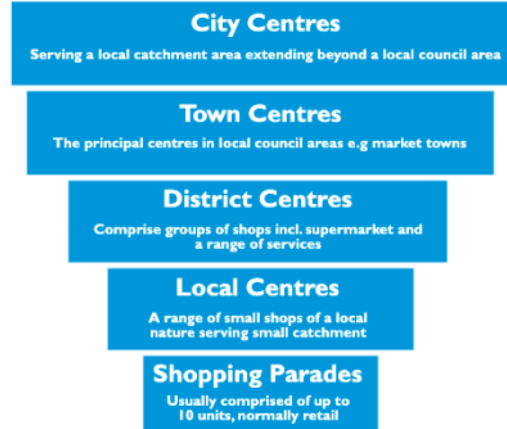 City Centres
Serving a local catchment area extending beyond a local council area
Town Centres
The principal centres in local council areas e.g market towns
District Centres
Comprise groups of shops incl. supermarket and
a range of services
Local Centres
A range of small shops of a local
nature serving small catchment
Shopping Parades
Usually comprised of up to
10 units, normally retail